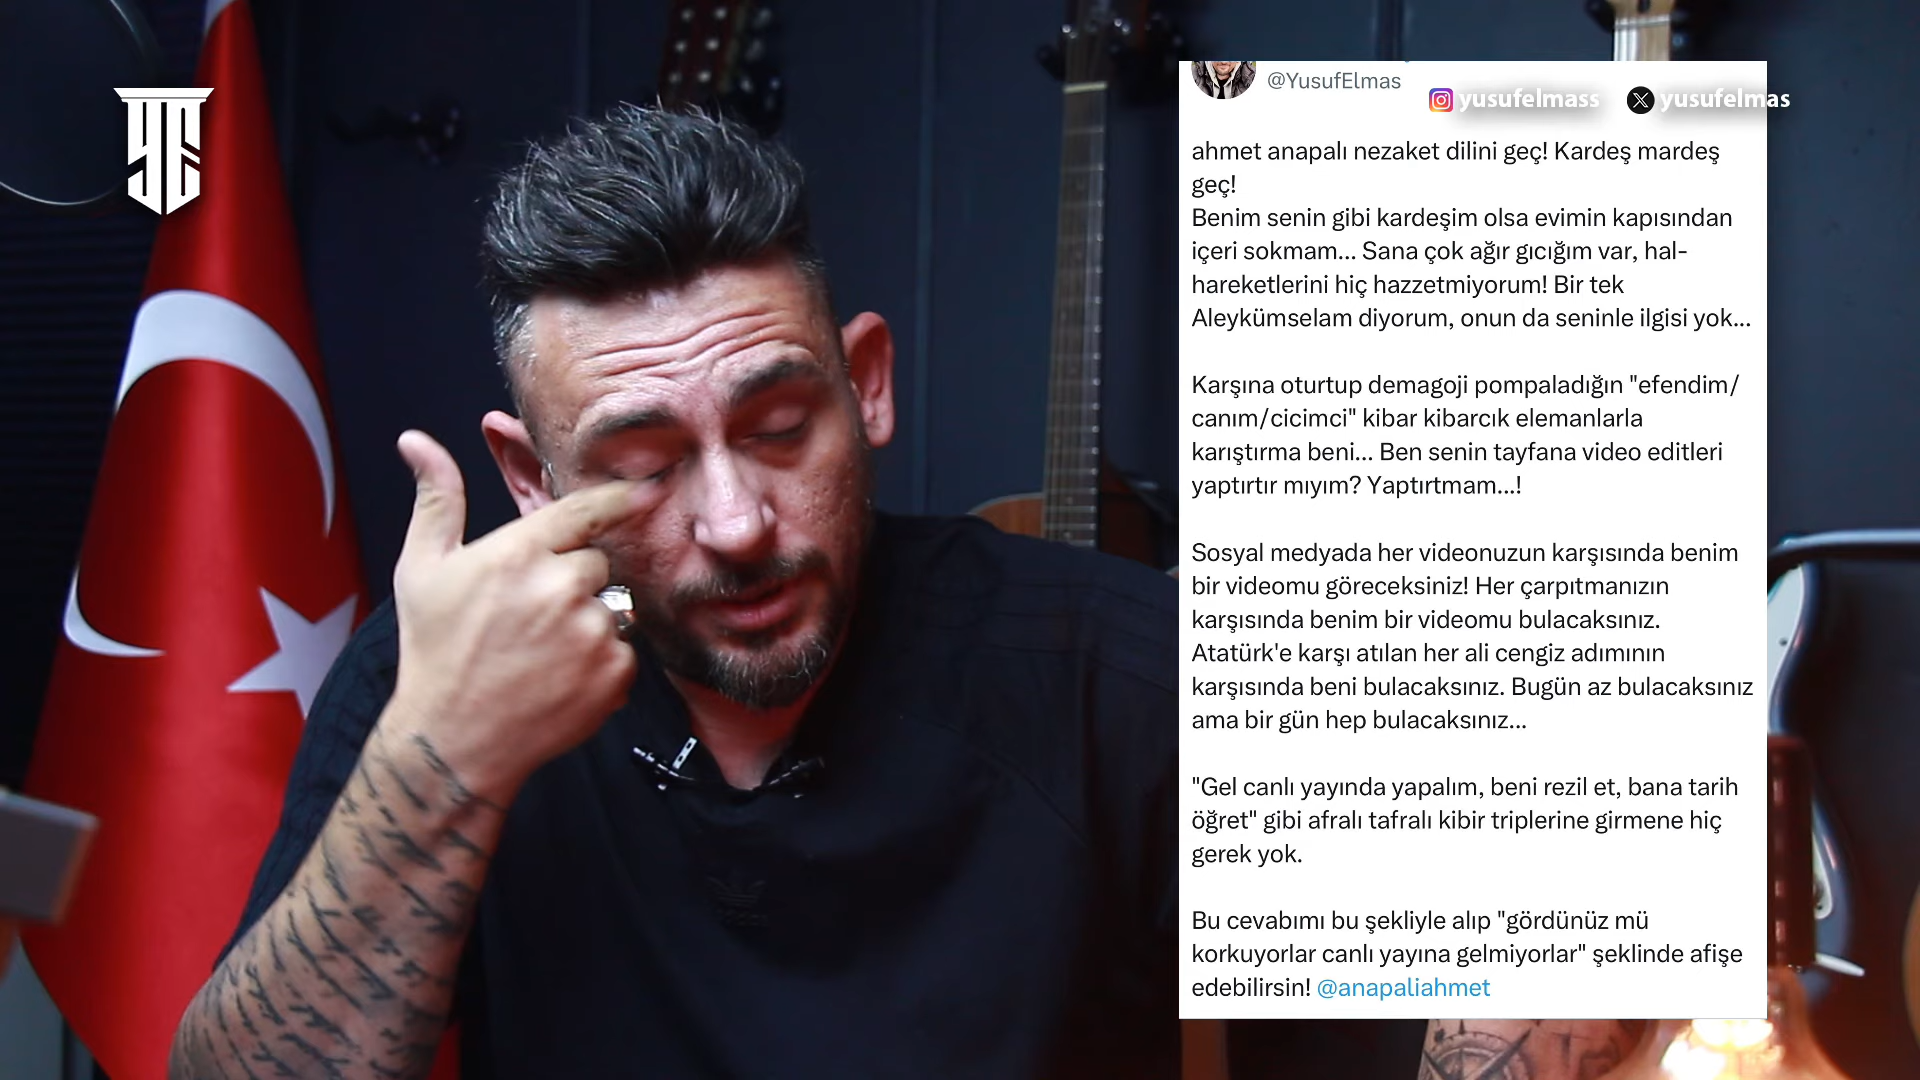 YE
@YusufElmas
yusufelmass
yusufelmas
ahmet anapalı nezaket dilini geç! Kardeş mardeş
geç!
Benim senin gibi kardeşim olsa evimin kapısından
içeri sokmam... Sana çok ağır gıcığım var, hal-
hareketlerini hiç hazzetmiyorum! Bir tek
Aleykümselam diyorum, onun da seninle ilgisi yok...
Karşına oturtup demagoji pompaladığın "efendim/
canım/cicimci" kibar kibarcık elemanlarla
karıştırma beni... Ben senin tayfana video editleri
yaptırtır mıyım? Yaptırtmam...!
Sosyal medyada her videonuzun karşısında benim
bir videomu göreceksiniz! Her çarpıtmanızın
karşısında benim bir videomu bulacaksınız.
Atatürk'e karşı atılan her ali cengiz adımının
karşısında beni bulacaksınız. Bugün az bulacaksınız
ama bir gün hep bulacaksınız...
"Gel canlı yayında yapalım, beni rezil et, bana tarih
öğret" gibi afralı tafralı kibir triplerine girmene hiç
gerek yok.
Bu cevabımı bu şekliyle alıp "gördünüz mü
korkuyorlar canlı yayına gelmiyorlar" şeklinde afişe
edebilirsin! @anapaliahmet